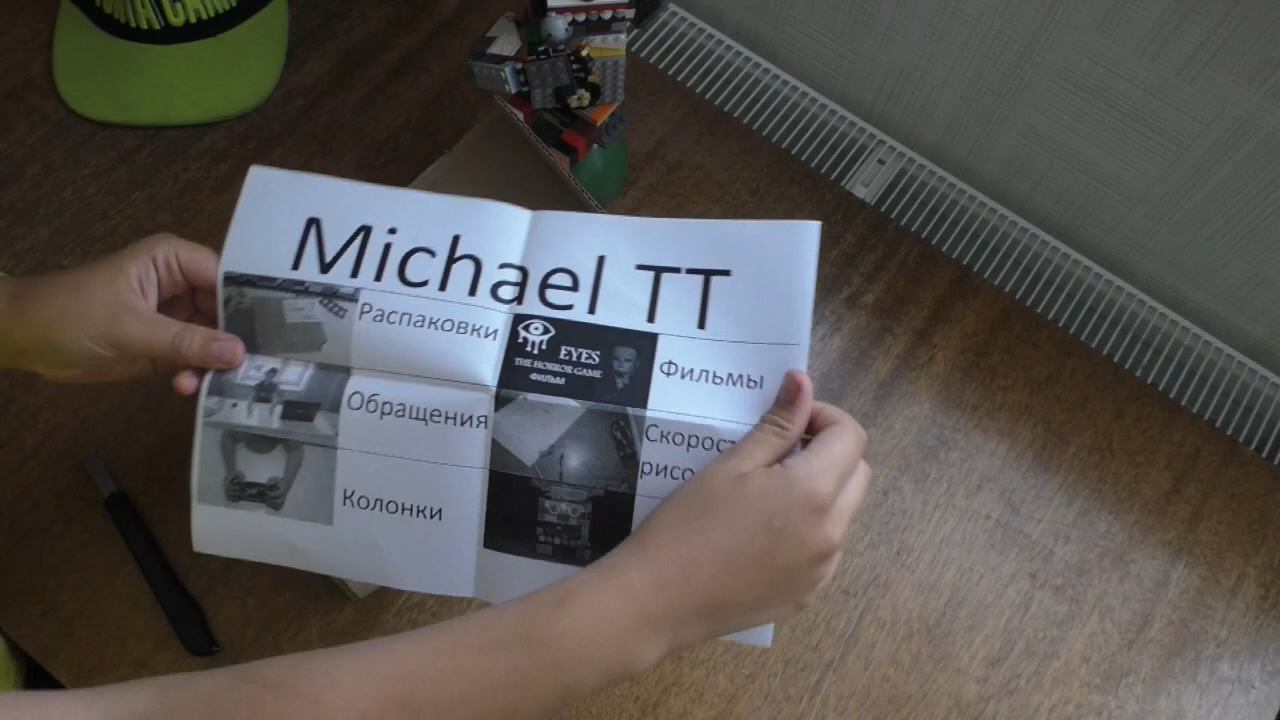 Michael TT
Распаковки
EYES
THE HORROR GAME
ФИЛЬМ
Фильмы
Обращения
Колонки